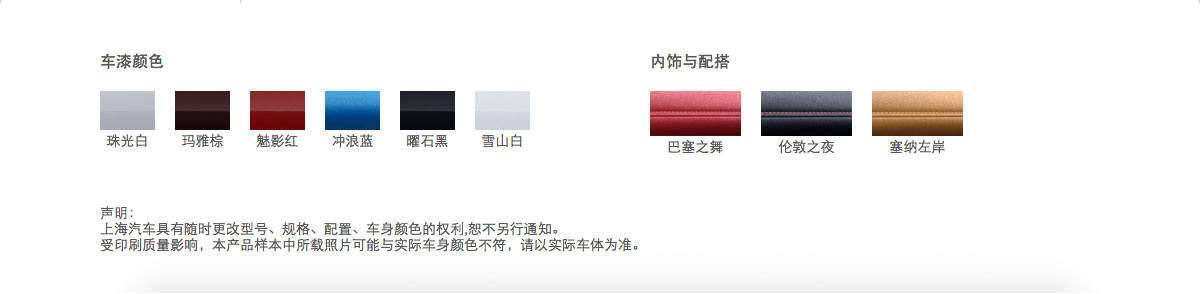 车漆颜色
内饰与配搭
珠光白
玛雅棕
魅影红
冲浪蓝
曜石黑
雪山白
巴塞之舞
伦敦之夜
塞纳左岸
声明：
上海汽车具有随时更改型号、规格、配置、车身颜色的权利,恕不另行通知。
受印刷质量影响，本产品样本中所载照片可能与实际车身颜色不符，请以实际车体为准。